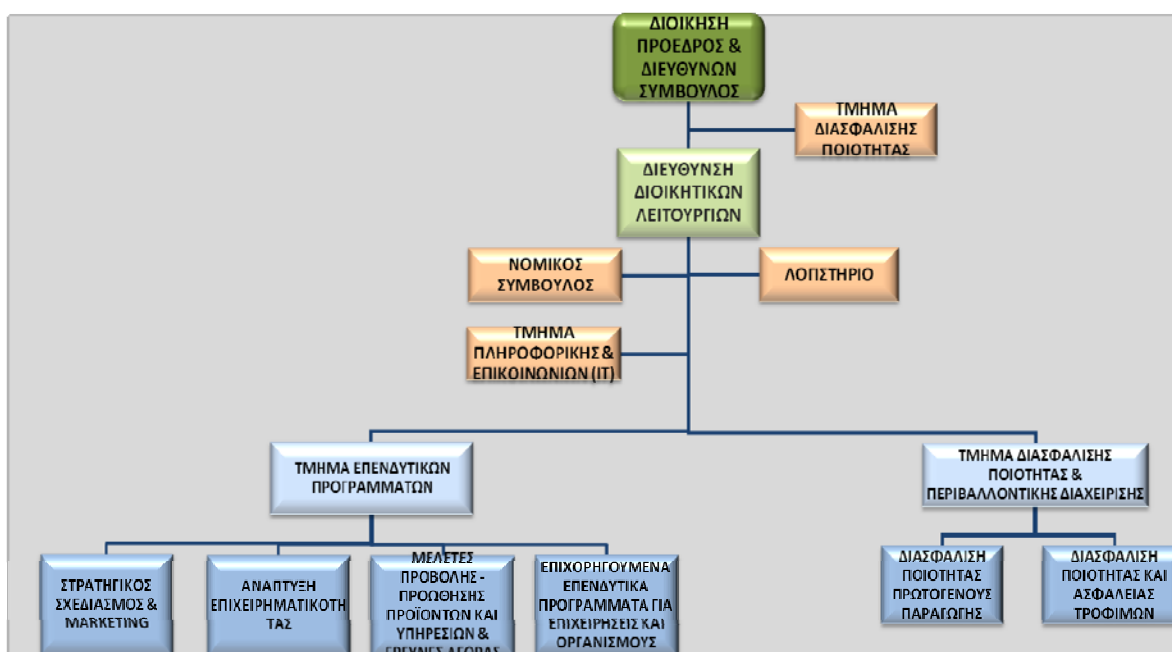 ΔΙΟΙΚΗΣΗ
ΠΡΟΕΔΡΟΣ &
ΔΙΕΥΘΥΝΩΝ
ΣΥΜΒΟΥΛΟΣ
ΤΜΗΜΑ
ΔΙΑΣΦΑΛΙΣΗΣ
ΠΟΙΟΤΗΤΑΣ
ΔΙΕΥΘΥΝΣΗ
ΔΙΟΙΚΗΤΙΚΩΝ
ΛΕΙΤΟΥΡΓΙΩΝ
ΝΟΜΙΚΟΣ
ΣΥΜΒΟΥΛΟΣ
ΛΟΓΙΣΤΗΡΙΟ
ΤΜΗΜΑ
ΠΛΗΡΟΦΟΡΙΚΗΣ &
ΕΠΙΚΟΙΝΩΝΙΩΝ (IT)
ΤΜΗΜΑ ΕΠΕΝΔΥΤΙΚΩΝ
ΠΡΟΓΡΑΜΜΑΤΩΝ
ΤΜΗΜΑ ΔΙΑΣΦΑΛΙΣΗΣ
ΠΟΙΟΤΗΤΑΣ &
ΠΕΡΙΒΑΛΛΟΝΤΙΚΗΣ ΔΙΑΧΕΙΡΙΣΗΣ
ΣΤΡΑΤΗΓΙΚΟΣ
ΣΧΕΔΙΑΣΜΟΣ &
MARKETING
ΑΝΑΠΤΥΞΗ
ΕΠΙΧΕΙΡΗΜΑΤΙΚΟΤΗ
ΤΑΣ
ΜΕΛΕΤΕΣ
ΠΡΟΒΟΛΗΣ -
ΠΡΟΩΘΗΣΗΣ
ΠΡΟΪΟΝΤΩΝ ΚΑΙ
ΥΠΗΡΕΣΙΩΝ &
ΕΡΕΥΝΕΣ ΑΓΟΡΑΣ
ΕΠΙΧΟΡΗΓΟΥΜΕΝΑ
ΕΠΕΝΔΥΤΙΚΑ
ΠΡΟΓΡΑΜΜΑΤΑ ΓΙΑ
ΕΠΙΧΕΙΡΗΣΕΙΣ ΚΑΙ
ΟΡΓΑΝΙΣΜΟΥΣ
ΔΙΑΣΦΑΛΙΣΗ
ΠΟΙΟΤΗΤΑΣ
ΠΡΩΤΟΓΕΝΟΥΣ
ΠΑΡΑΓΩΓΗΣ
ΔΙΑΣΦΑΛΙΣΗ
ΠΟΙΟΤΗΤΑΣ ΚΑΙ
ΑΣΦΑΛΕΙΑΣ
ΤΡΟΦΙΜΩΝ